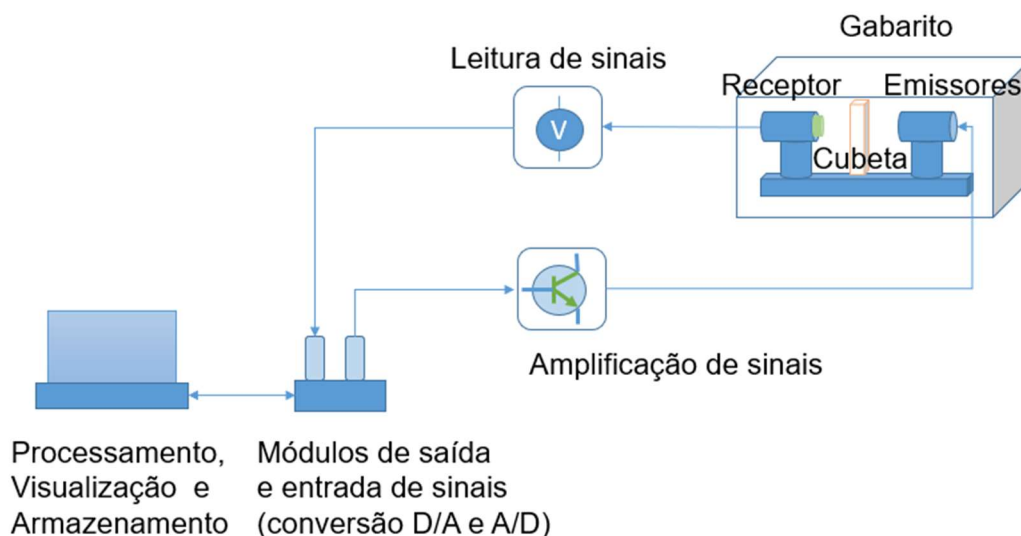 Gabarito
Leitura de sinais
Receptor
Emissores
V
Cubeta
Amplificação de sinais
Processamento,
Visualização e
Armazenamento
Módulos de saída
e entrada de sinais
(conversão D/A e A/D)